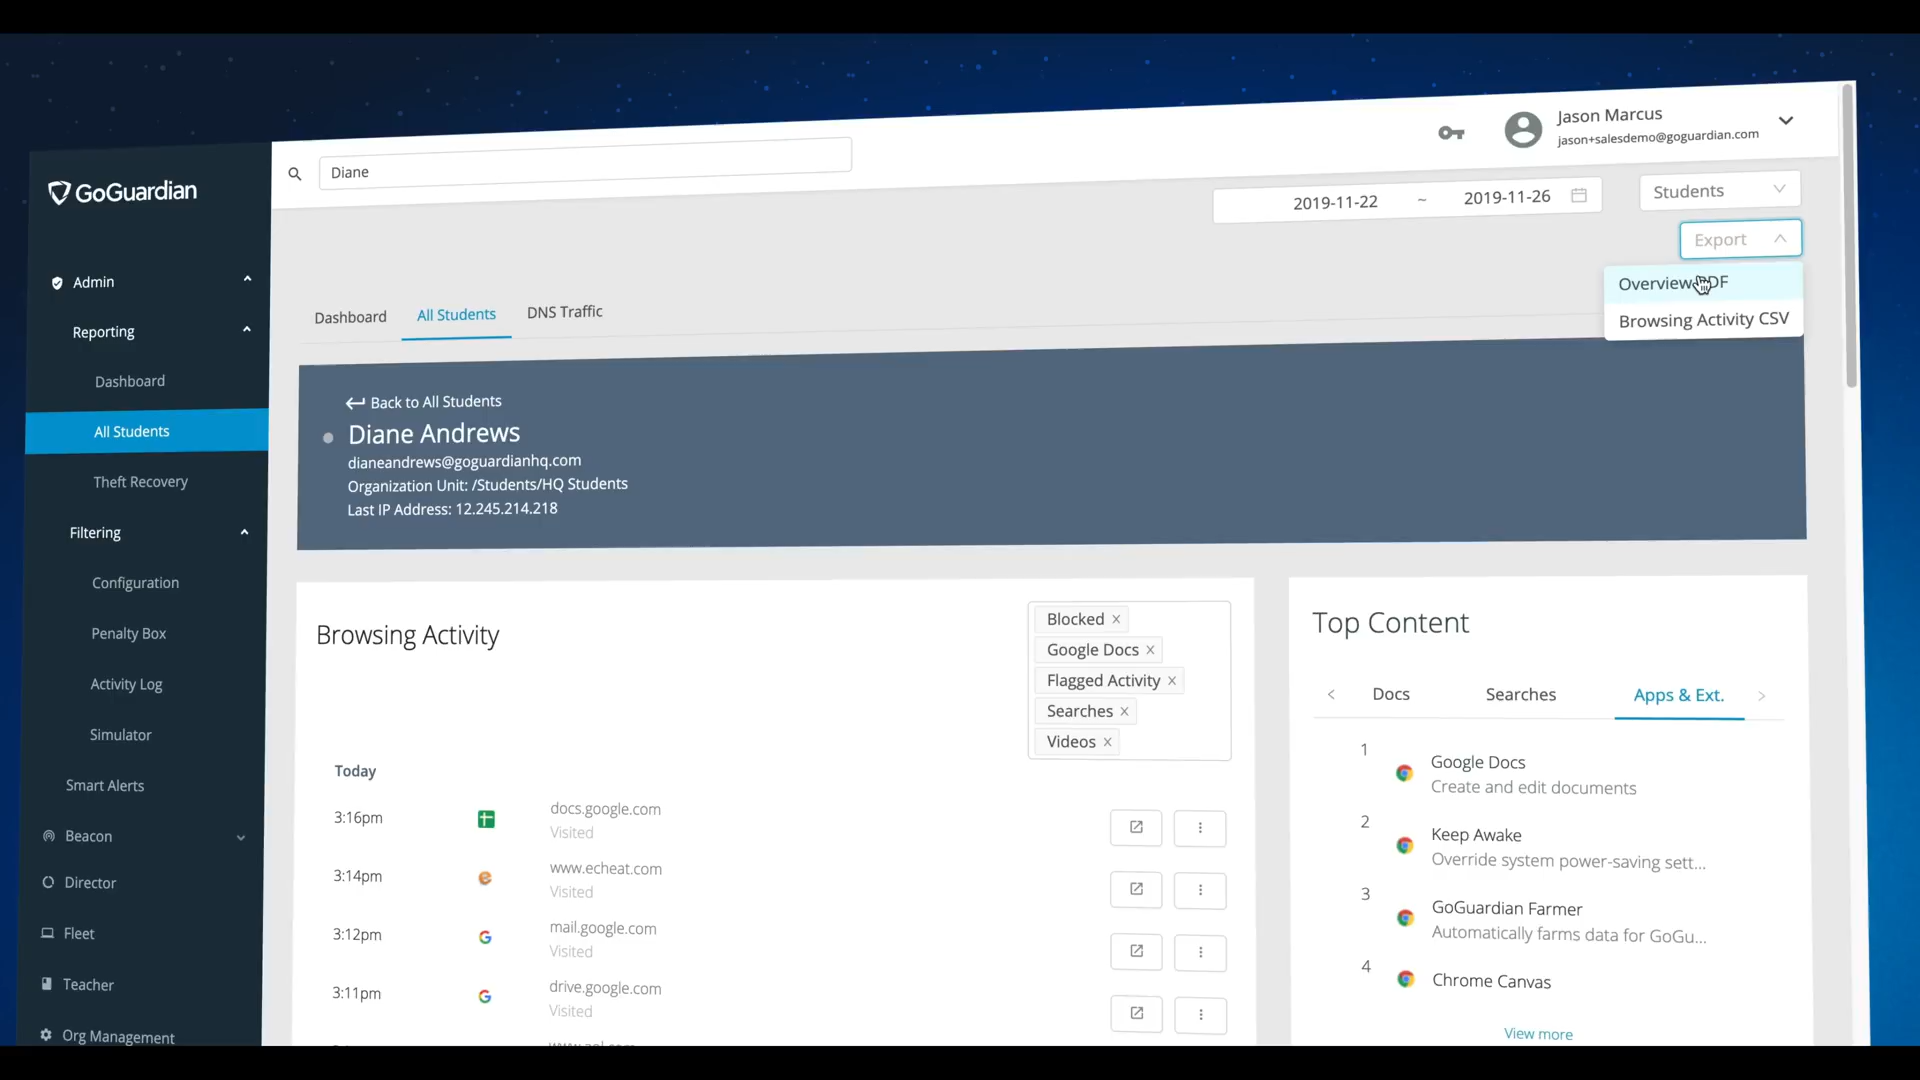 GoGuardian
Admin
Reporting
Dashboard
All Students
Theft Recovery
Filtering
Configuration
Penalty Box
Activity Log
Simulator
Smart Alerts
Beacon
Director
Fleet
Teacher
Org Management
Diane
Jason Marcus
jason+salesdemo@goguardian.com
2019-11-22 ~ 2019-11-26
Students
Export
Overview PDF
Browsing Activity CSV
Dashboard All Students DNS Traffic
Back to All Students
Diane Andrews
dianeandrews@goguardianhq.com
Organization Unit: /Students/HQ Students
Last IP Address: 12.245.214.218
Browsing Activity
Blocked ×
Google Docs ×
Flagged Activity ×
Searches ×
Videos ×
Today
3:16pm docs.google.com
Visited
3:14pm www.echeat.com
Visited
3:12pm mail.google.com
Visited
3:11pm drive.google.com
Visited
Top Content
< Docs Searches Apps & Ext. >
1 Google Docs
Create and edit documents
2 Keep Awake
Override system power-saving sett...
3 GoGuardian Farmer
Automatically farms data for GoGu...
4 Chrome Canvas
View more